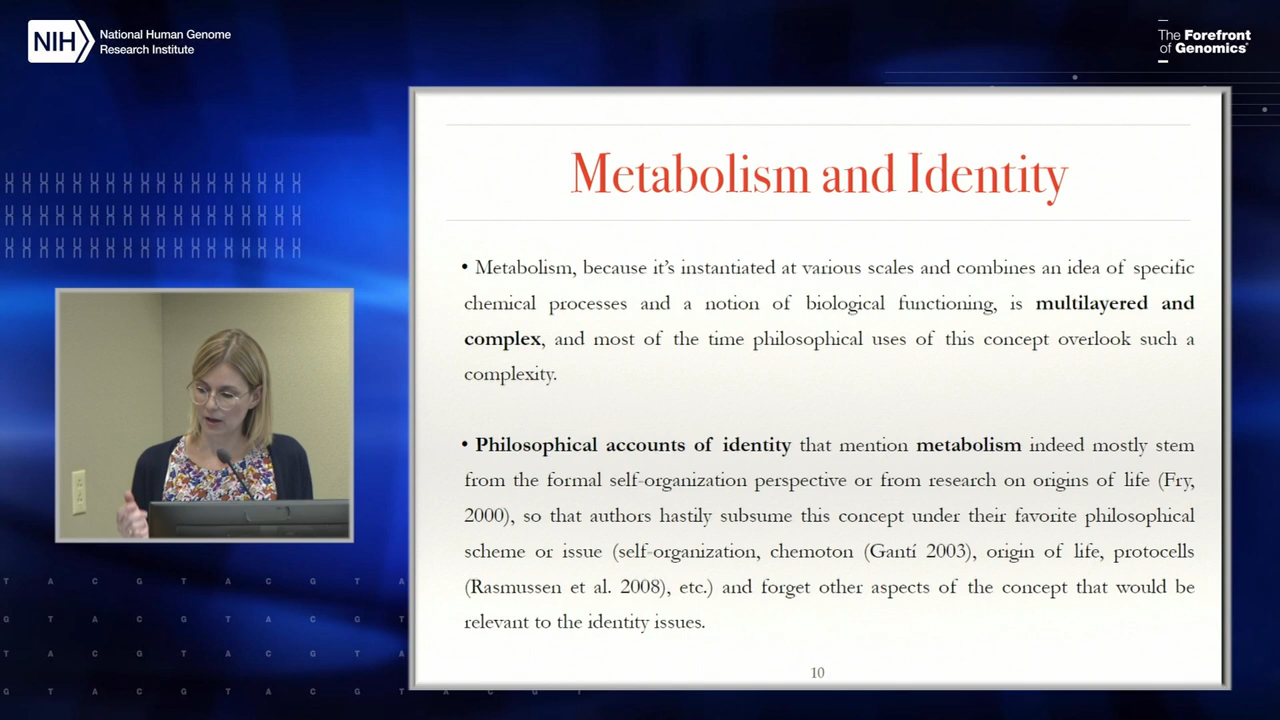 NIH
National Human Genome
Research Institute
The Forefront
of Genomics®
Metabolism and Identity
• Metabolism, because it’s instantiated at various scales and combines an idea of specific
chemical processes and a notion of biological functioning, is multilayered and
complex, and most of the time philosophical uses of this concept overlook such a
complexity.
• Philosophical accounts of identity that mention metabolism indeed mostly stem
from the formal self-organization perspective or from research on origins of life (Fry,
2000), so that authors hastily subsume this concept under their favorite philosophical
scheme or issue (self-organization, chemoton (Gantí 2003), origin of life, protocells
(Rasmussen et al. 2008), etc.) and forget other aspects of the concept that would be
relevant to the identity issues.
10
T A C G T A C G T A
G T A C G T A C G T
T A C G T A C G T A
G T A C G T A C G T A C G T